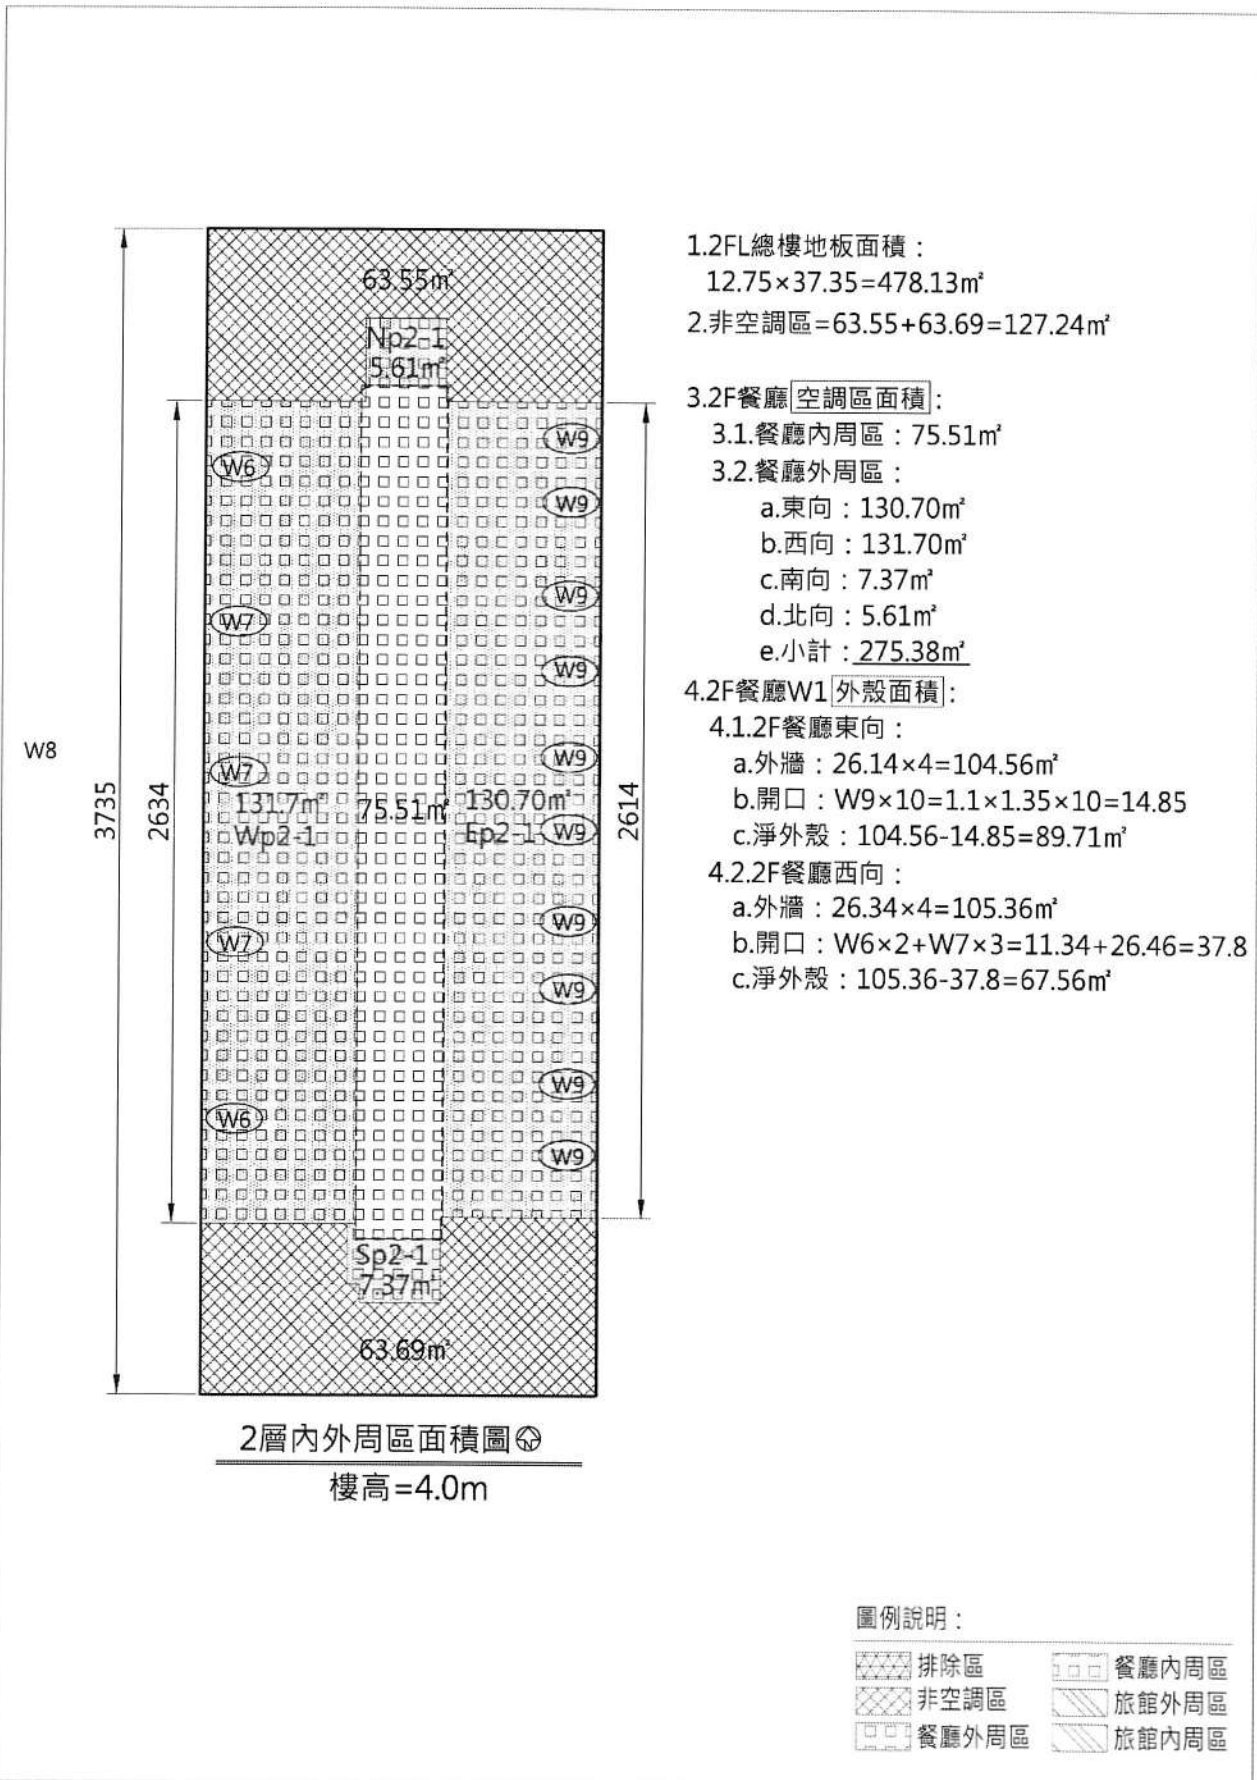 63.55㎡
Np2-1
5.61㎡
W6
W7
W7
W7
W6
W9
W9
W9
W9
W9
W9
W9
W9
W9
W9
W8
3735
2634
131.7㎡
Wp2-1
75.51㎡
130.70㎡
Ep2-1
2614
Sp2-1
7.37㎡
63.69㎡
2層內外周區面積圖
樓高=4.0m
1.2FL總樓地板面積：
12.75×37.35=478.13㎡
2.非空調區=63.55+63.69=127.24㎡
3.2F餐廳空調區面積：
3.1.餐廳內周區：75.51㎡
3.2.餐廳外周區：
a.東向：130.70㎡
b.西向：131.70㎡
c.南向：7.37㎡
d.北向：5.61㎡
e.小計：275.38㎡
4.2F餐廳W1外殼面積：
4.1.2F餐廳東向：
a.外牆：26.14×4=104.56㎡
b.開口：W9×10=1.1×1.35×10=14.85
c.淨外殼：104.56-14.85=89.71㎡
4.2.2F餐廳西向：
a.外牆：26.34×4=105.36㎡
b.開口：W6×2+W7×3=11.34+26.46=37.8
c.淨外殼：105.36-37.8=67.56㎡
圖例說明：
排除區
非空調區
餐廳外周區
餐廳內周區
旅館外周區
旅館內周區